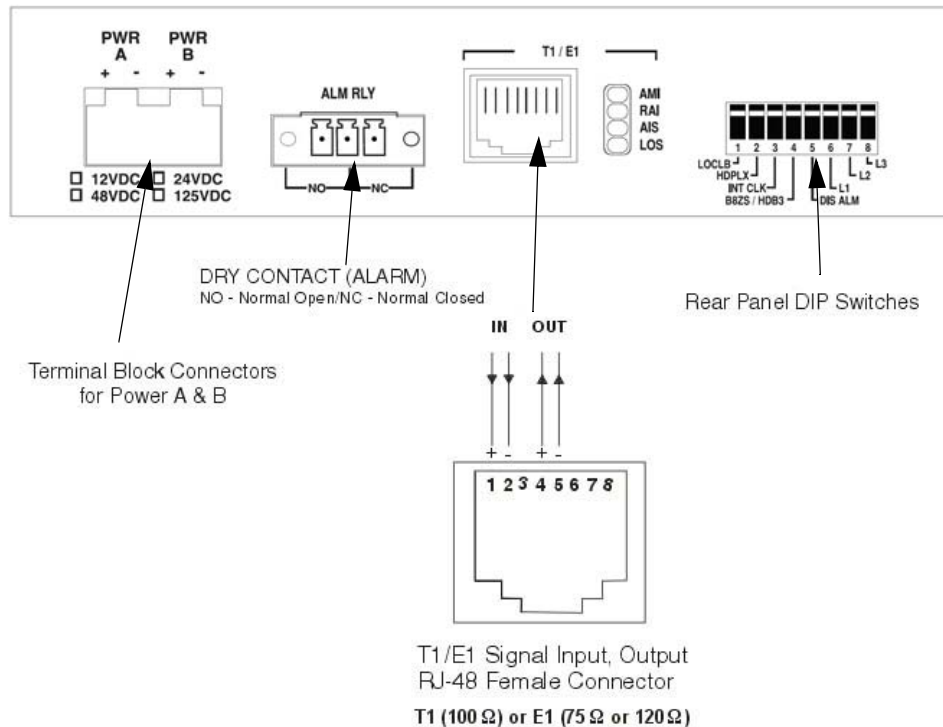 PWR A
PWR B
+ - + -
12VDC 24VDC
48VDC 125VDC
ALM RLY
NO NC
T1 / E1
AMI
RAI
AIS
LOS
1 2 3 4 5 6 7 8
LOCLB L3
HDPLX L2
INT CLK L1
B8ZS / HDB3 DIS ALM
DRY CONTACT (ALARM)
NO - Normal Open/NC - Normal Closed
Rear Panel DIP Switches
Terminal Block Connectors
for Power A & B
IN OUT
+ - + -
1 2 3 4 5 6 7 8
T1/E1 Signal Input, Output
RJ-48 Female Connector
T1 (100 Ω) or E1 (75 Ω or 120 Ω)